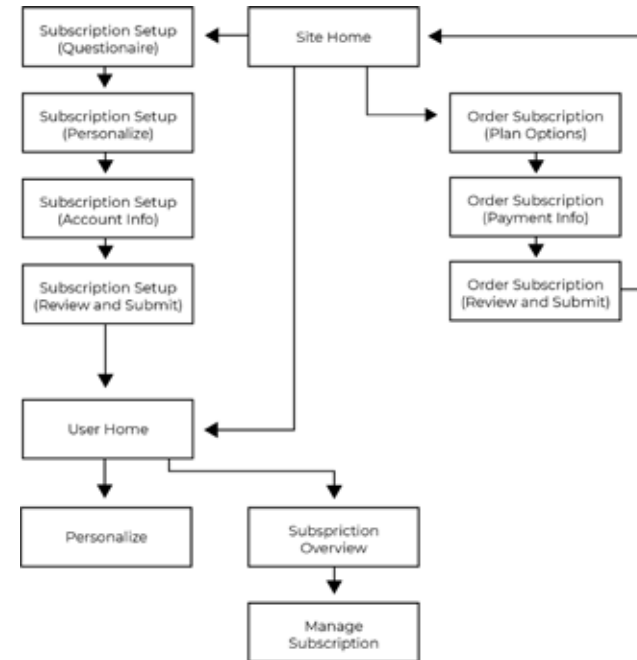 Subscription Setup
(Questionaire)
Site Home
Subscription Setup
(Personalize)
Order Subscription
(Plan Options)
Subscription Setup
(Account Info)
Order Subscription
(Payment Info)
Subscription Setup
(Review and Submit)
Order Subscription
(Review and Submit)
User Home
Personalize
Subspriction
Overview
Manage
Subscription